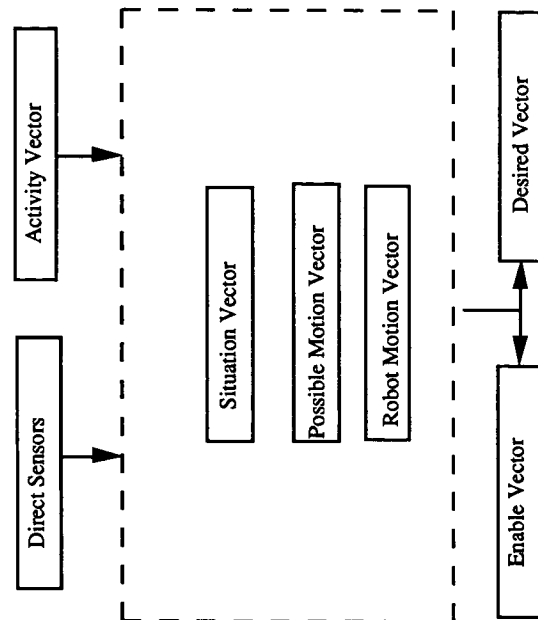 Direct Sensors
Activity Vector
Situation Vector
Possible Motion Vector
Robot Motion Vector
Enable Vector
Desired Vector